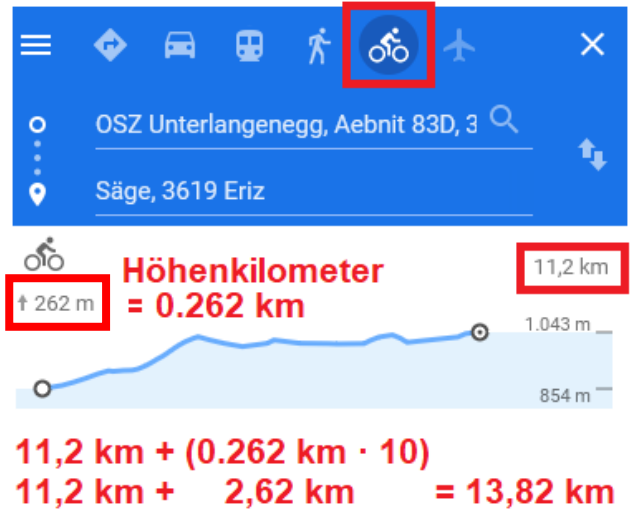 OSZ Unterlangenegg, Aebnit 83D, 3
Säge, 3619 Eriz
Höhenkilometer
11,2 km
262 m
= 0.262 km
1.043 m
854 m
11,2 km + (0.262 km · 10)
11,2 km + 2,62 km = 13,82 km